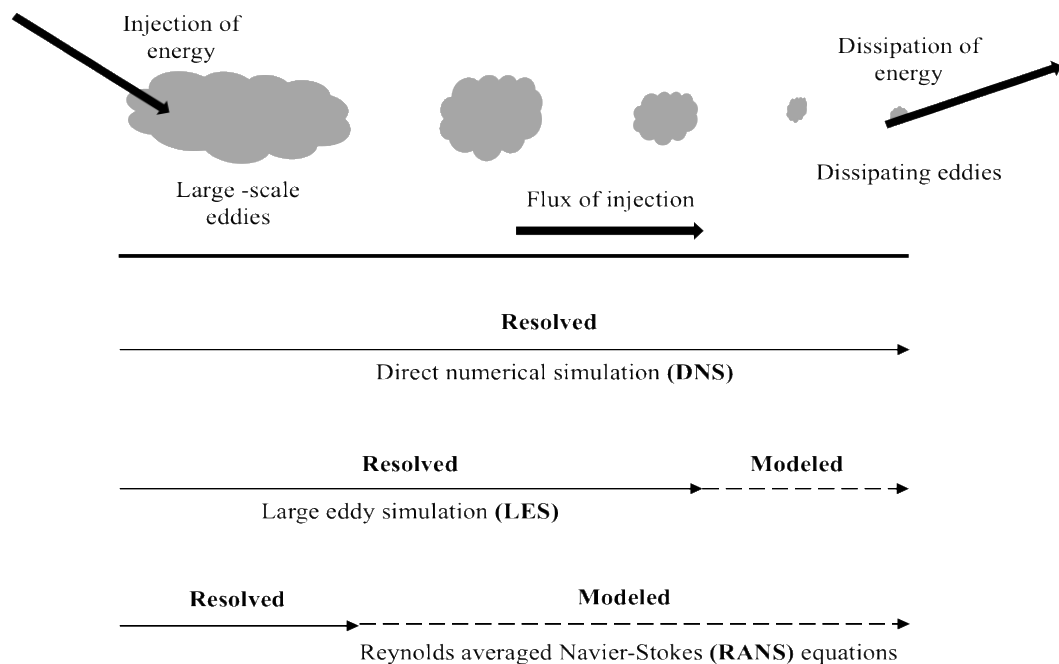 Injection of
energy
Dissipation of
energy
Large -scale
eddies
Flux of injection
Dissipating eddies
Resolved
Direct numerical simulation (DNS)
Resolved
Modeled
Large eddy simulation (LES)
Resolved
Modeled
Reynolds averaged Navier-Stokes (RANS) equations